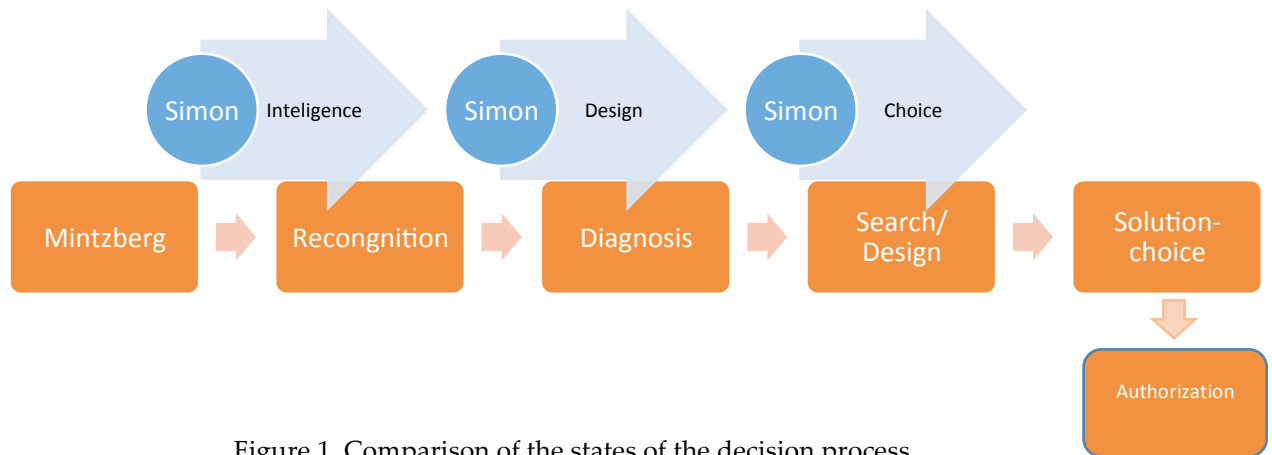 Simon
Inteligence
Simon
Design
Simon
Choice
Mintzberg
Recongnition
Diagnosis
Search/
Design
Solution-
choice
Authorization
Figure 1. Comparison of the states of the decision process